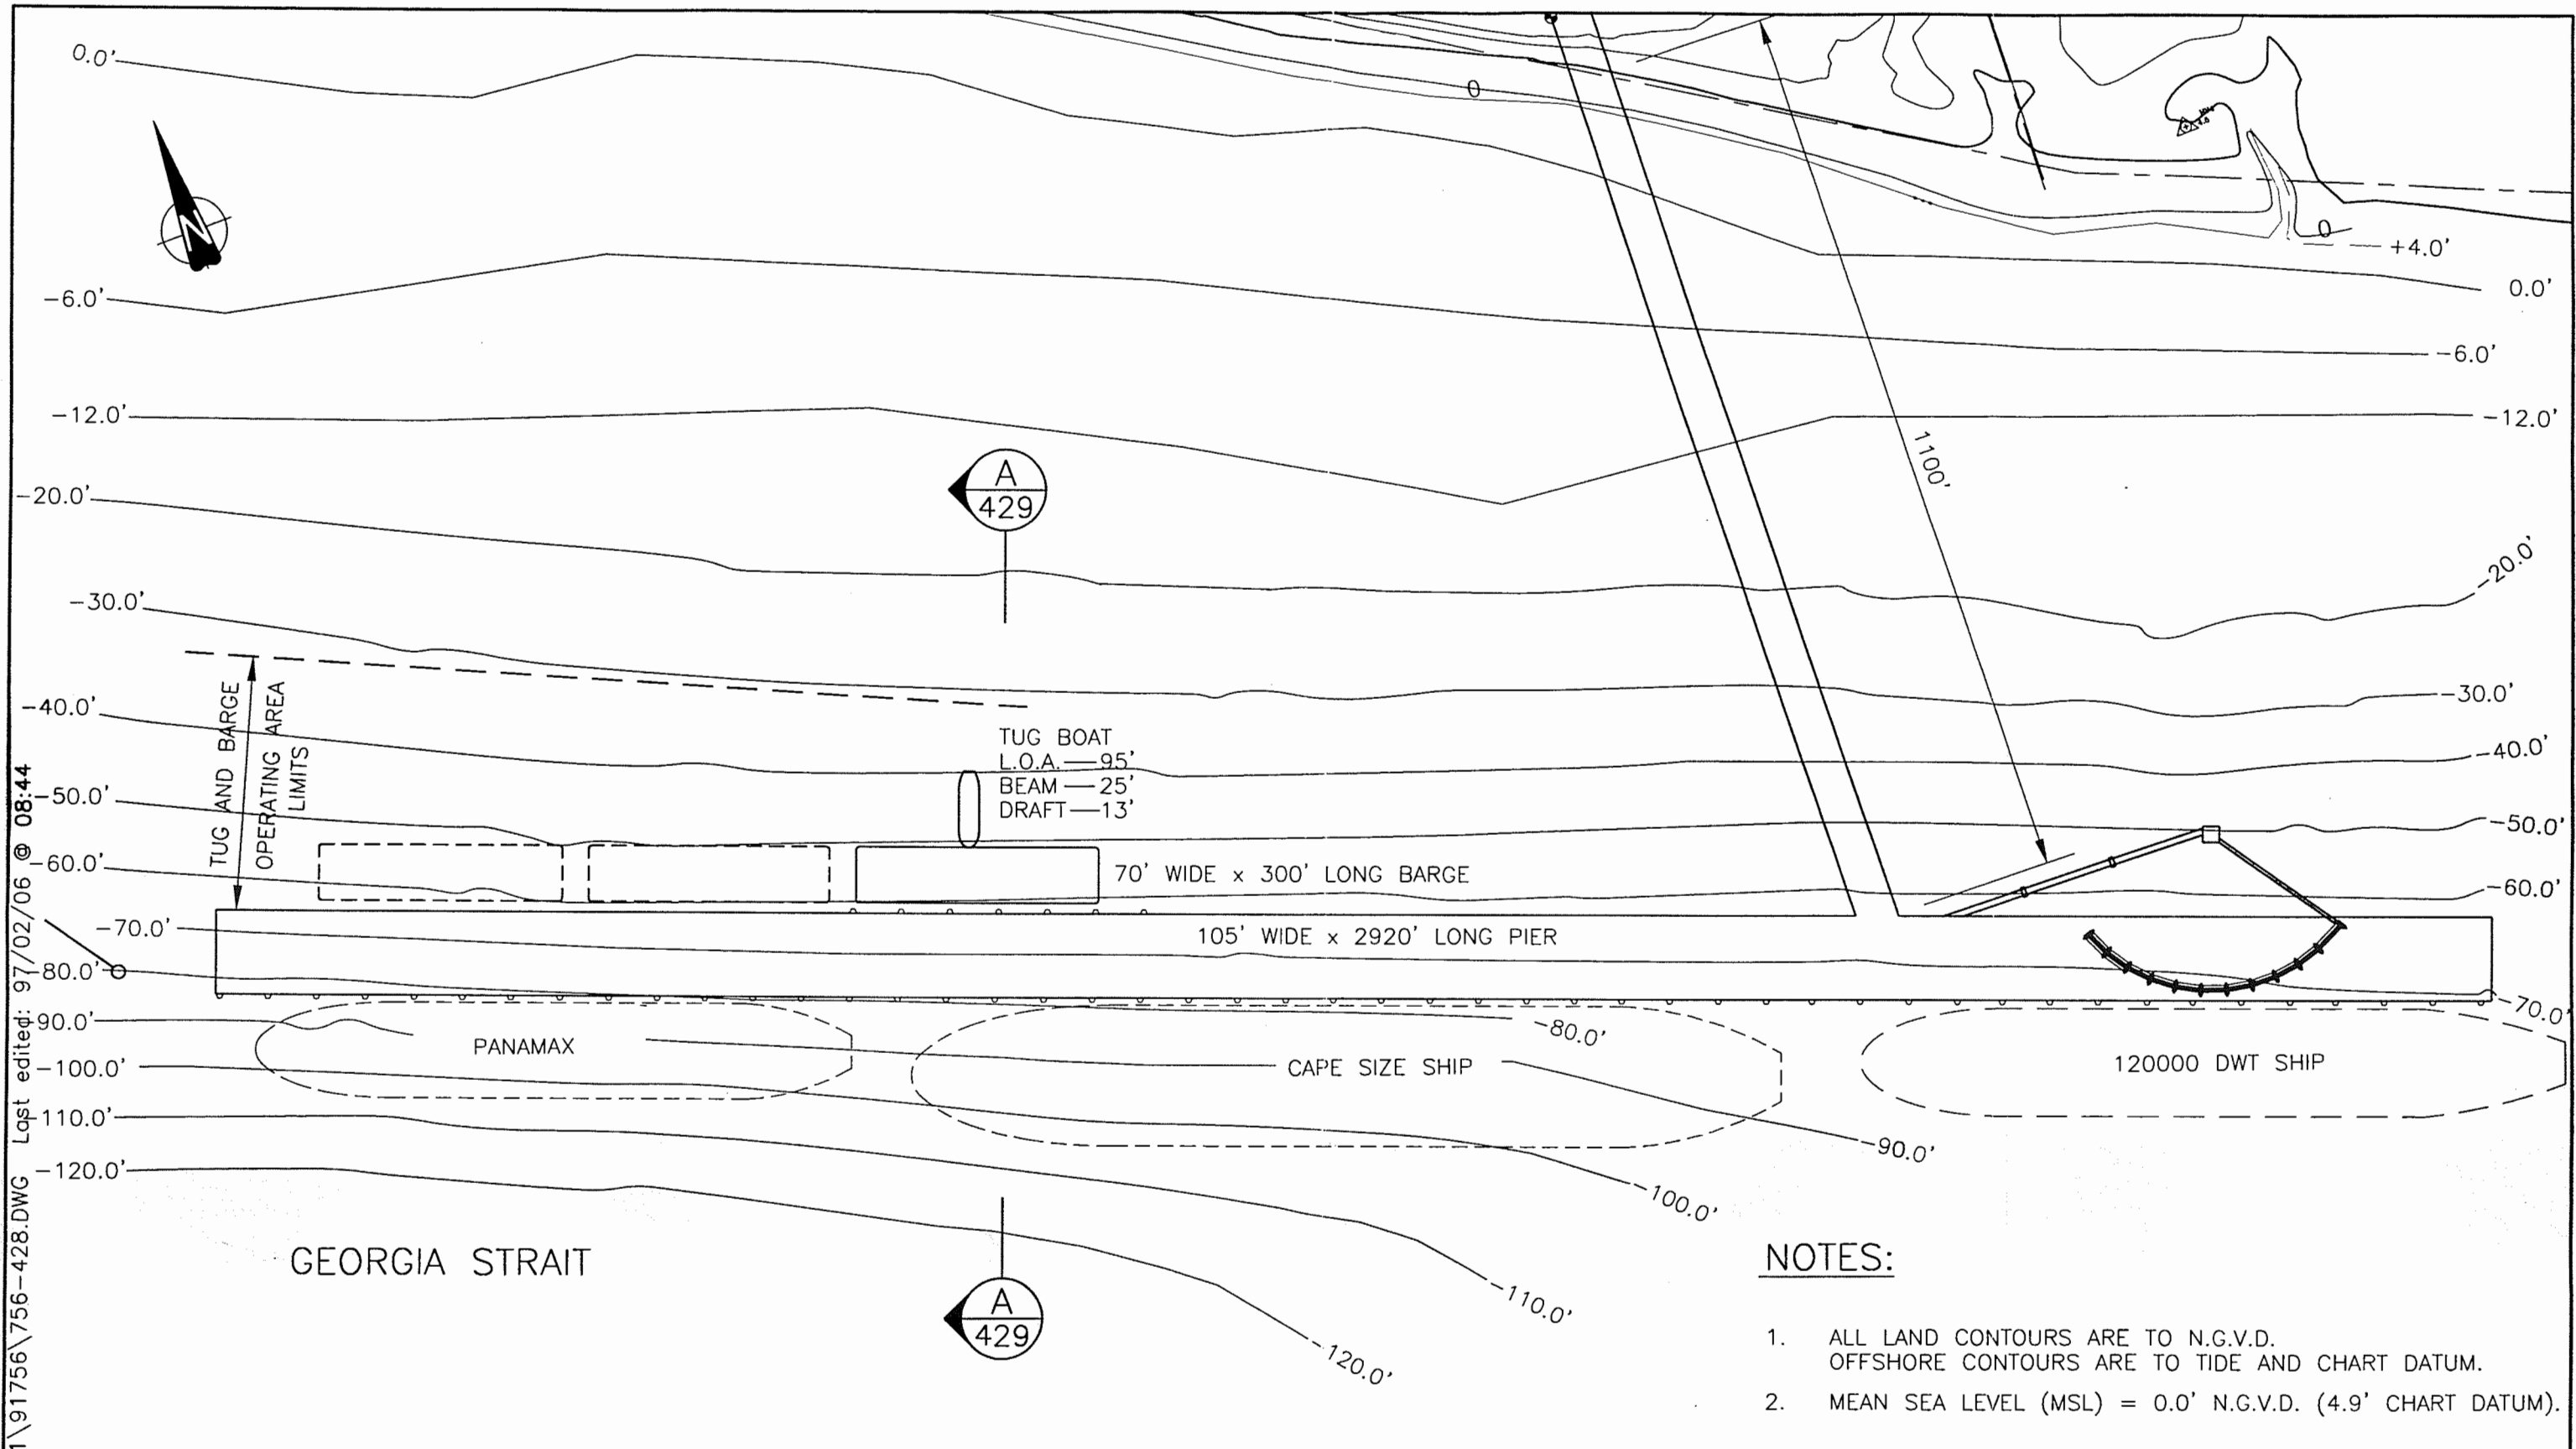 0.0'
0
N
0
+4.0'
0.0'
-6.0'
-6.0'
-12.0'
-12.0'
1100'
A
429
-20.0'
-20.0'
-30.0'
-30.0'
TUG AND BARGE
OPERATING AREA
LIMITS
-40.0'
-40.0'
TUG BOAT
L.O.A.—95'
BEAM—25'
DRAFT—13'
-50.0'
-50.0'
-60.0'
-60.0'
70' WIDE x 300' LONG BARGE
-70.0'
105' WIDE x 2920' LONG PIER
-80.0'
-70.0'
-90.0'
-80.0'
PANAMAX
CAPE SIZE SHIP
120000 DWT SHIP
-100.0'
-110.0'
-90.0'
-120.0'
-100.0'
GEORGIA STRAIT
-110.0'
A
429
-120.0'
NOTES:
1. ALL LAND CONTOURS ARE TO N.G.V.D.
OFFSHORE CONTOURS ARE TO TIDE AND CHART DATUM.
2. MEAN SEA LEVEL (MSL) = 0.0' N.G.V.D. (4.9' CHART DATUM).
1\91756\756-428.DWG Last edited: 97/02/06 @ 08:44